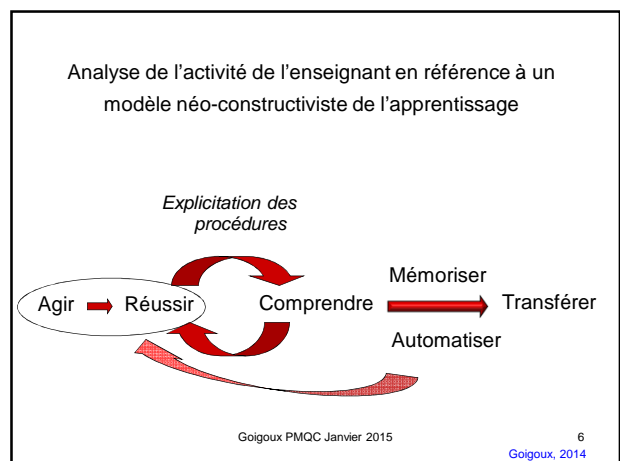 Analyse de l’activité de l’enseignant en référence à un
modèle néo-constructiviste de l’apprentissage
Explicitation des
procédures
Mémoriser
Agir Réussir Comprendre Transférer
Automatiser
Goigoux PMQC Janvier 2015 6
Goigoux, 2014